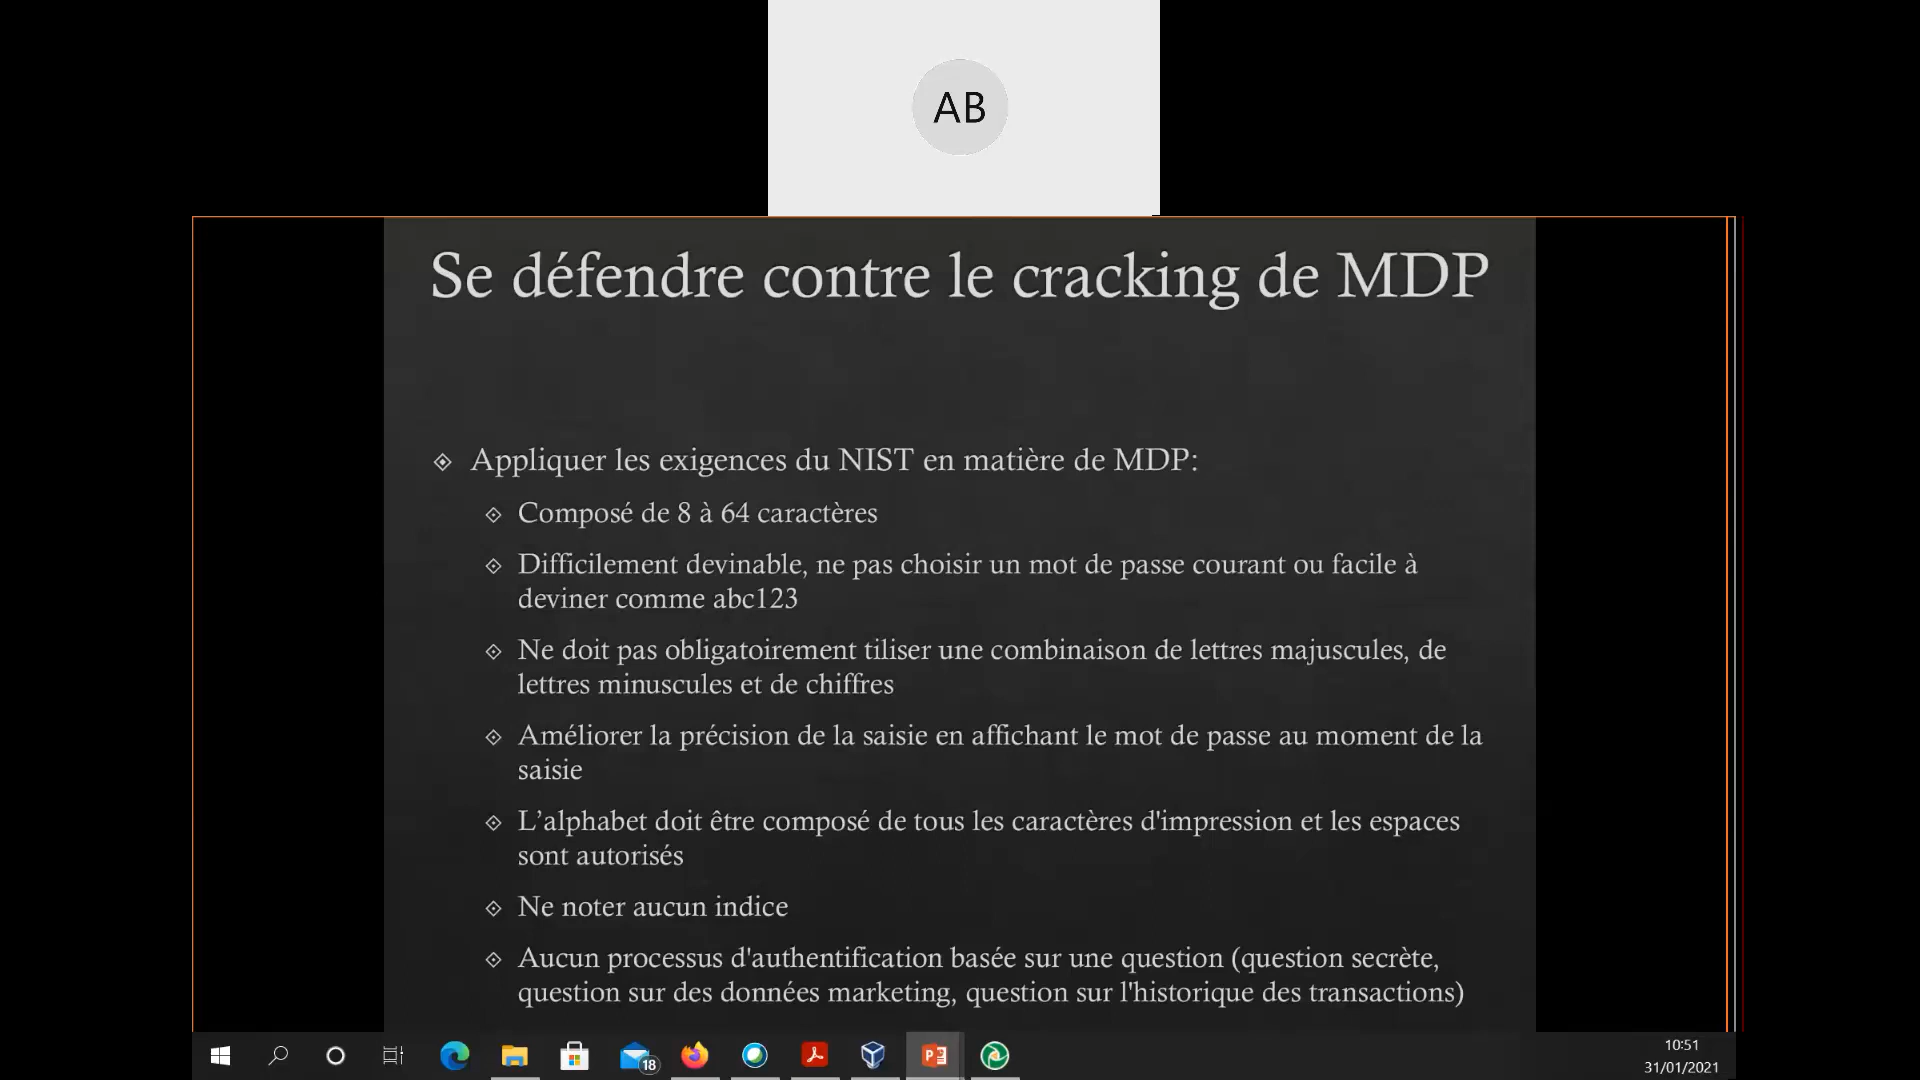 AB
Se défendre contre le cracking de MDP
Appliquer les exigences du NIST en matière de MDP:
Composé de 8 à 64 caractères
Difficilement devinable, ne pas choisir un mot de passe courant ou facile à
deviner comme abc123
Ne doit pas obligatoirement tiliser une combinaison de lettres majuscules, de
lettres minuscules et de chiffres
Améliorer la précision de la saisie en affichant le mot de passe au moment de la
saisie
L’alphabet doit être composé de tous les caractères d'impression et les espaces
sont autorisés
Ne noter aucun indice
Aucun processus d'authentification basée sur une question (question secrète,
question sur des données marketing, question sur l'historique des transactions)
18
10:51
31/01/2021